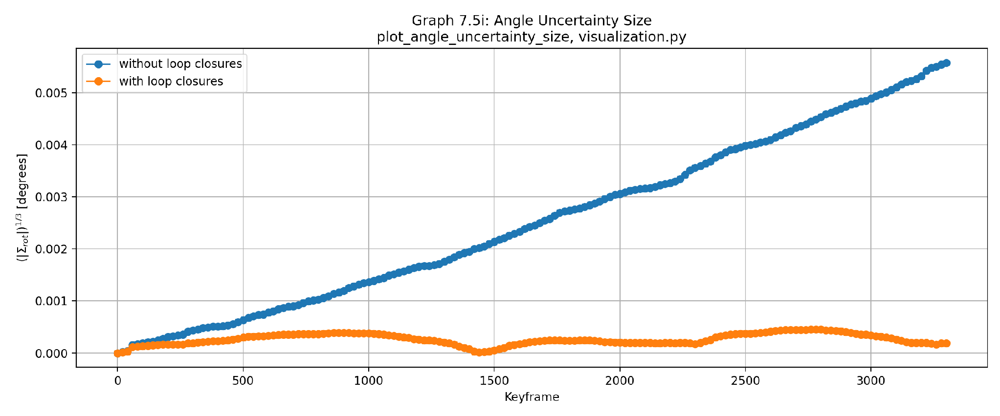 Graph 7.5i: Angle Uncertainty Size
plot_angle_uncertainty_size, visualization.py
without loop closures
with loop closures
0.005
0.004
0.003
0.002
0.001
0.000
(|Σ_rot|)^1/3 [degrees]
0 500 1000 1500 2000 2500 3000
Keyframe